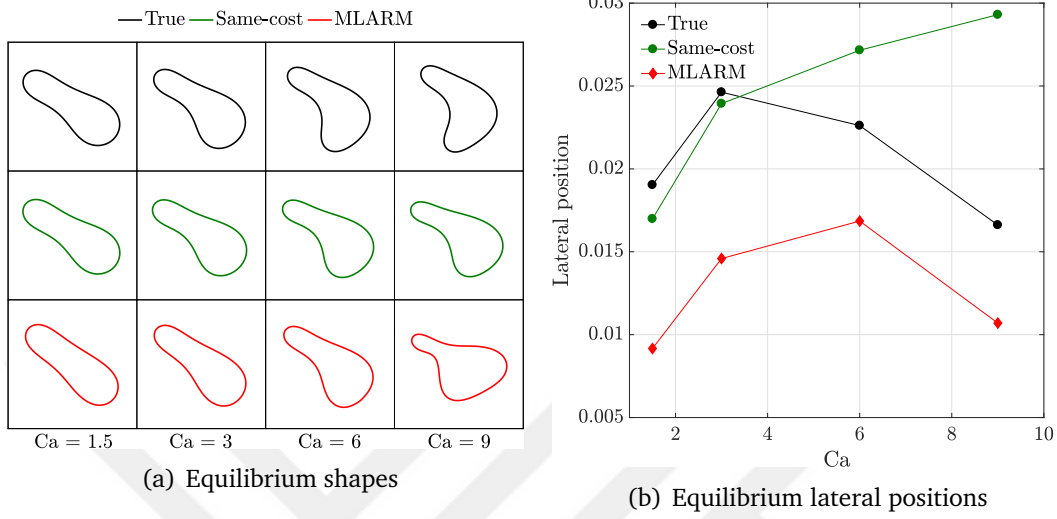 True Same-cost MLARM
Ca = 1.5 Ca = 3 Ca = 6 Ca = 9
(a) Equilibrium shapes
0.03
0.025
0.02
0.015
0.01
0.005
Lateral position
True
Same-cost
MLARM
2 4 6 8 10
Ca
(b) Equilibrium lateral positions